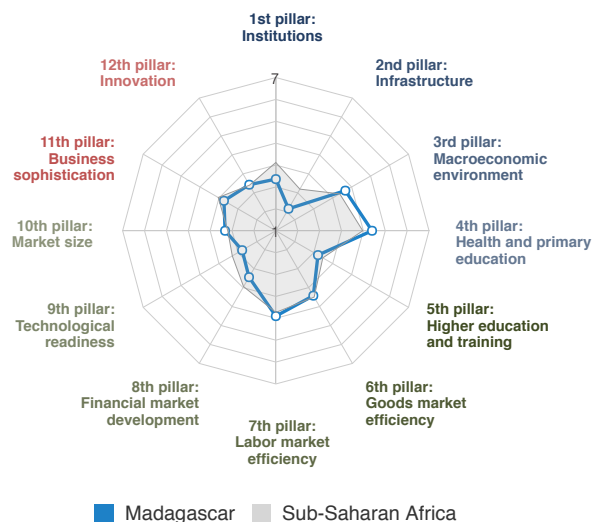 1st pillar:
Institutions
2nd pillar:
Infrastructure
3rd pillar:
Macroeconomic
environment
4th pillar:
Health and primary
education
5th pillar:
Higher education
and training
6th pillar:
Goods market
efficiency
7th pillar:
Labor market
efficiency
8th pillar:
Financial market
development
9th pillar:
Technological
readiness
10th pillar:
Market size
11th pillar:
Business
sophistication
12th pillar:
Innovation
7
1
Madagascar
Sub-Saharan Africa